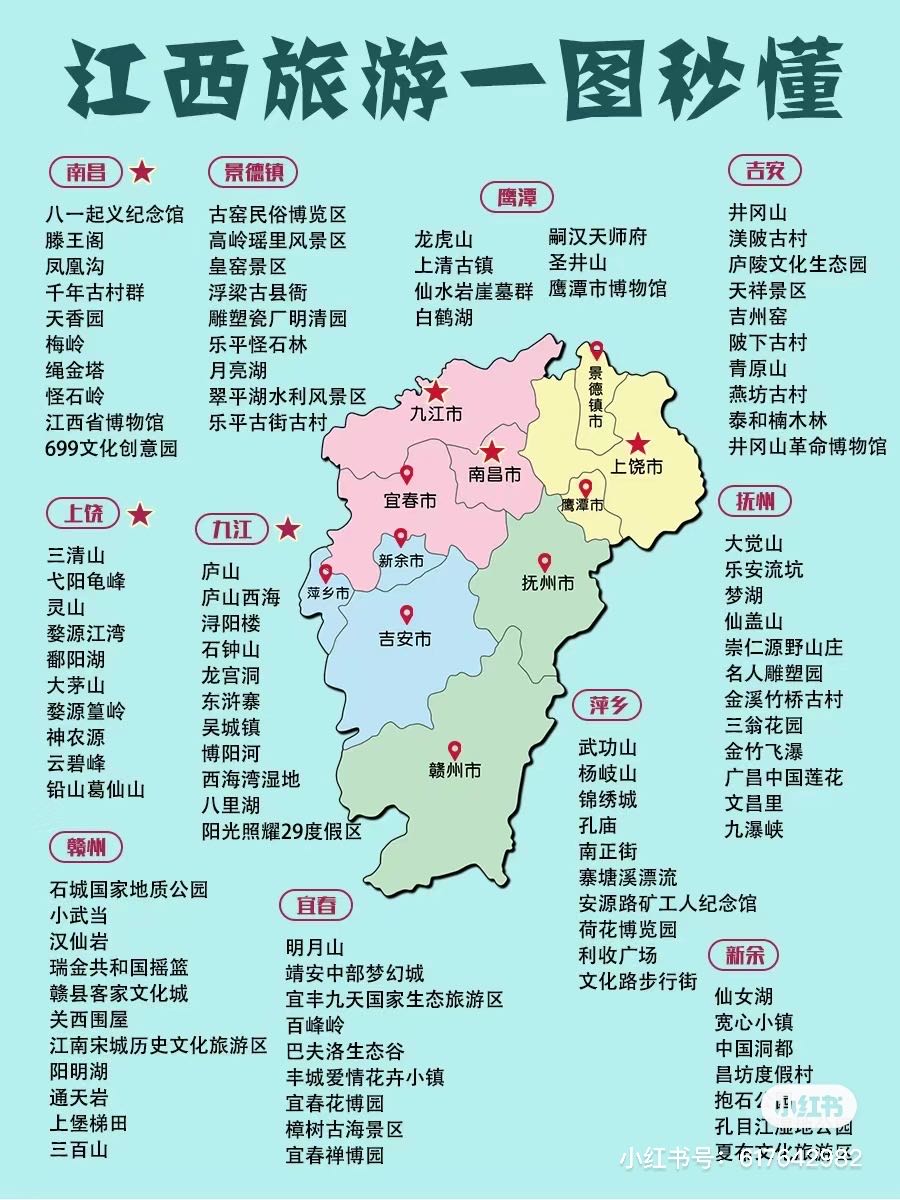 江西旅游一图秒懂
南昌
八一起义纪念馆
滕王阁
凤凰沟
千年古村群
天香园
梅岭
绳金塔
怪石岭
江西省博物馆
699文化创意园
景德镇
古窑民俗博览区
高岭瑶里风景区
皇窑景区
浮梁古县衙
雕塑瓷厂明清园
乐平怪石林
月亮湖
翠平湖水利风景区
乐平古街古村
鹰潭
龙虎山
上清古镇
仙水岩崖墓群
白鹤湖
嗣汉天师府
圣井山
鹰潭市博物馆
吉安
井冈山
渼陂古村
庐陵文化生态园
天祥景区
吉州窑
陂下古村
青原山
燕坊古村
泰和楠木林
井冈山革命博物馆
九江市
景德镇市
南昌市
上饶市
宜春市
鹰潭市
新余市
萍乡市
抚州市
吉安市
赣州市
上饶
三清山
弋阳龟峰
灵山
婺源江湾
鄱阳湖
大茅山
婺源篁岭
神农源
云碧峰
铅山葛仙山
九江
庐山
庐山西海
浔阳楼
石钟山
龙宫洞
东浒寨
吴城镇
博阳河
西海湾湿地
八里湖
阳光照耀29度假区
抚州
大觉山
乐安流坑
梦湖
仙盖山
崇仁源野山庄
名人雕塑园
金溪竹桥古村
三翁花园
金竹飞瀑
广昌中国莲花
文昌里
九瀑峡
萍乡
武功山
杨岐山
锦绣城
孔庙
南正街
寨塘溪漂流
安源路矿工人纪念馆
荷花博览园
利收广场
文化路步行街
赣州
石城国家地质公园
小武当
汉仙岩
瑞金共和国摇篮
赣县客家文化城
关西围屋
江南宋城历史文化旅游区
阳明湖
通天岩
上堡梯田
三百山
宜春
明月山
靖安中部梦幻城
宜丰九天国家生态旅游区
百峰岭
巴夫洛生态谷
丰城爱情花卉小镇
宜春花博园
樟树古海景区
宜春禅博园
新余
仙女湖
宽心小镇
中国洞都
昌坊度假村
抱石公园
孔目江湿地公园
夏布文化旅游区
小红书
小红书号：617642982